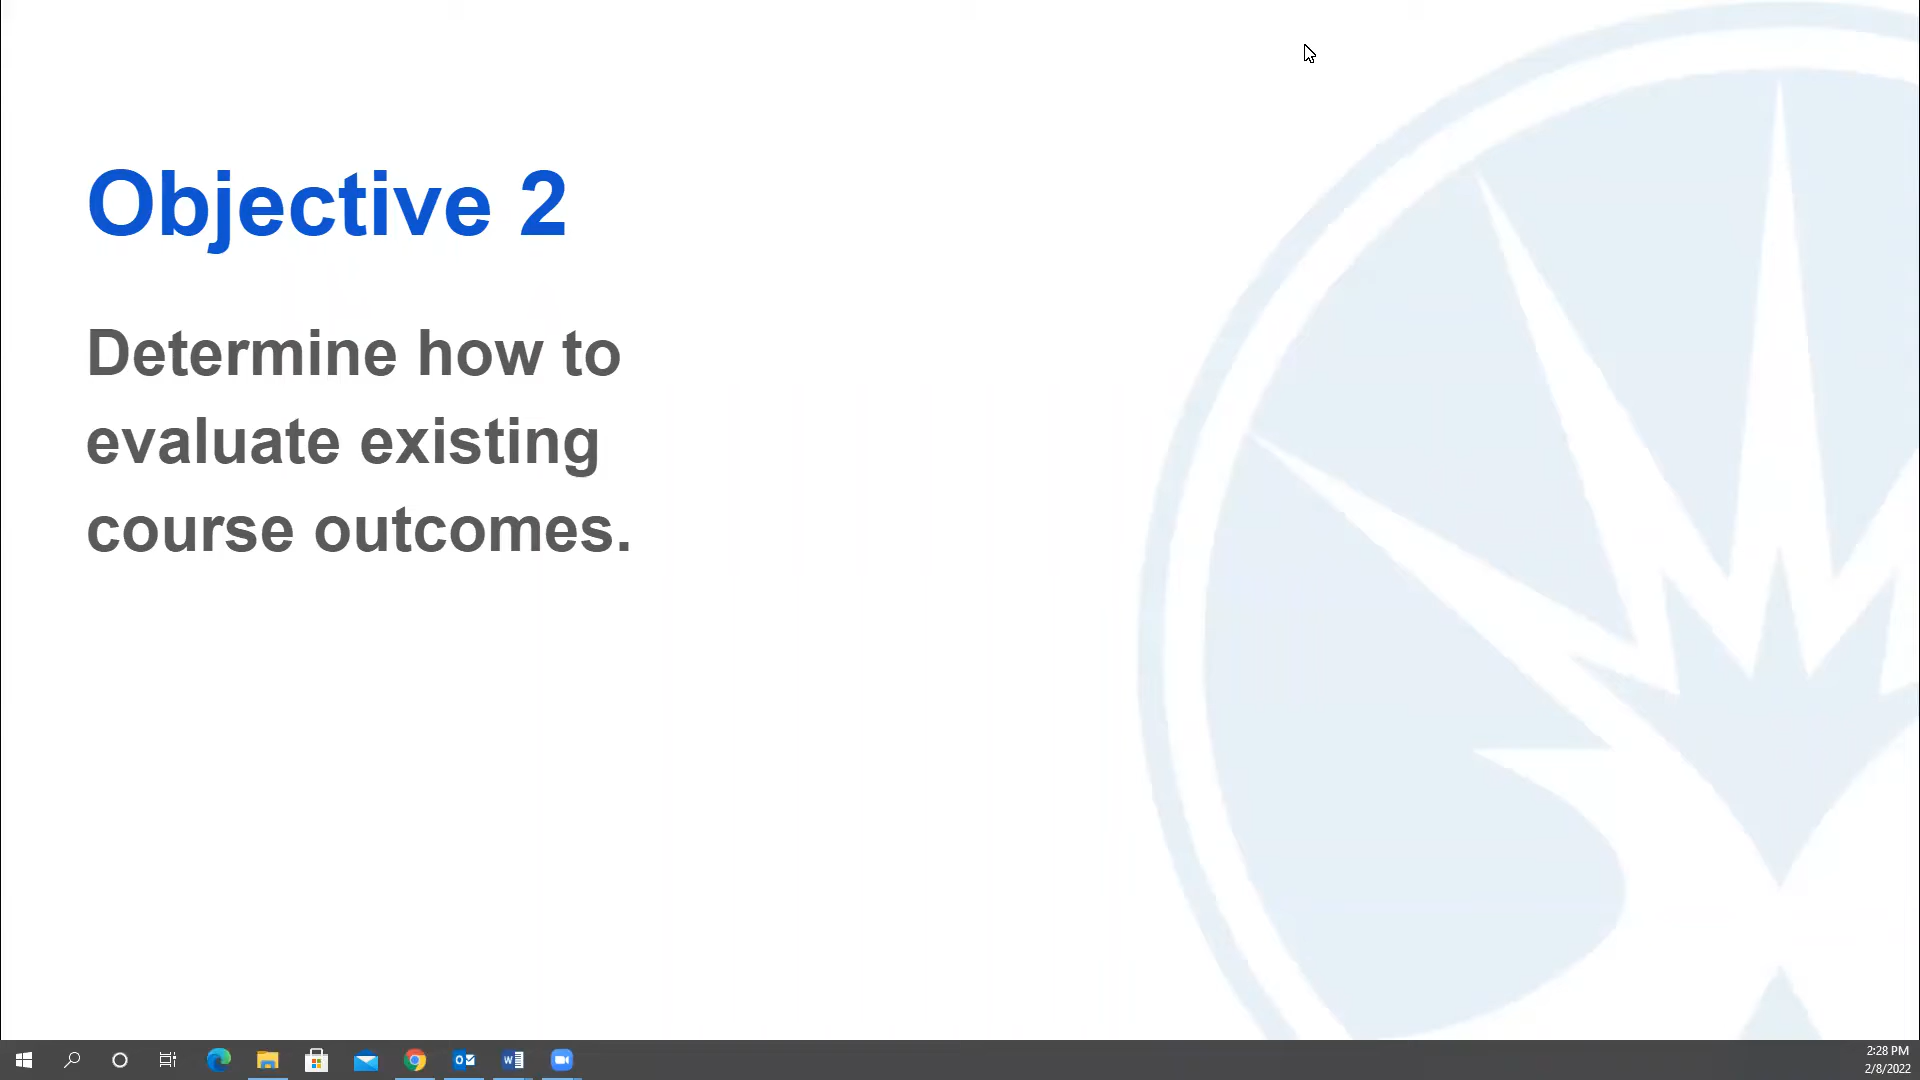 Objective 2
Determine how to
evaluate existing
course outcomes.
2:28 PM
2/8/2022